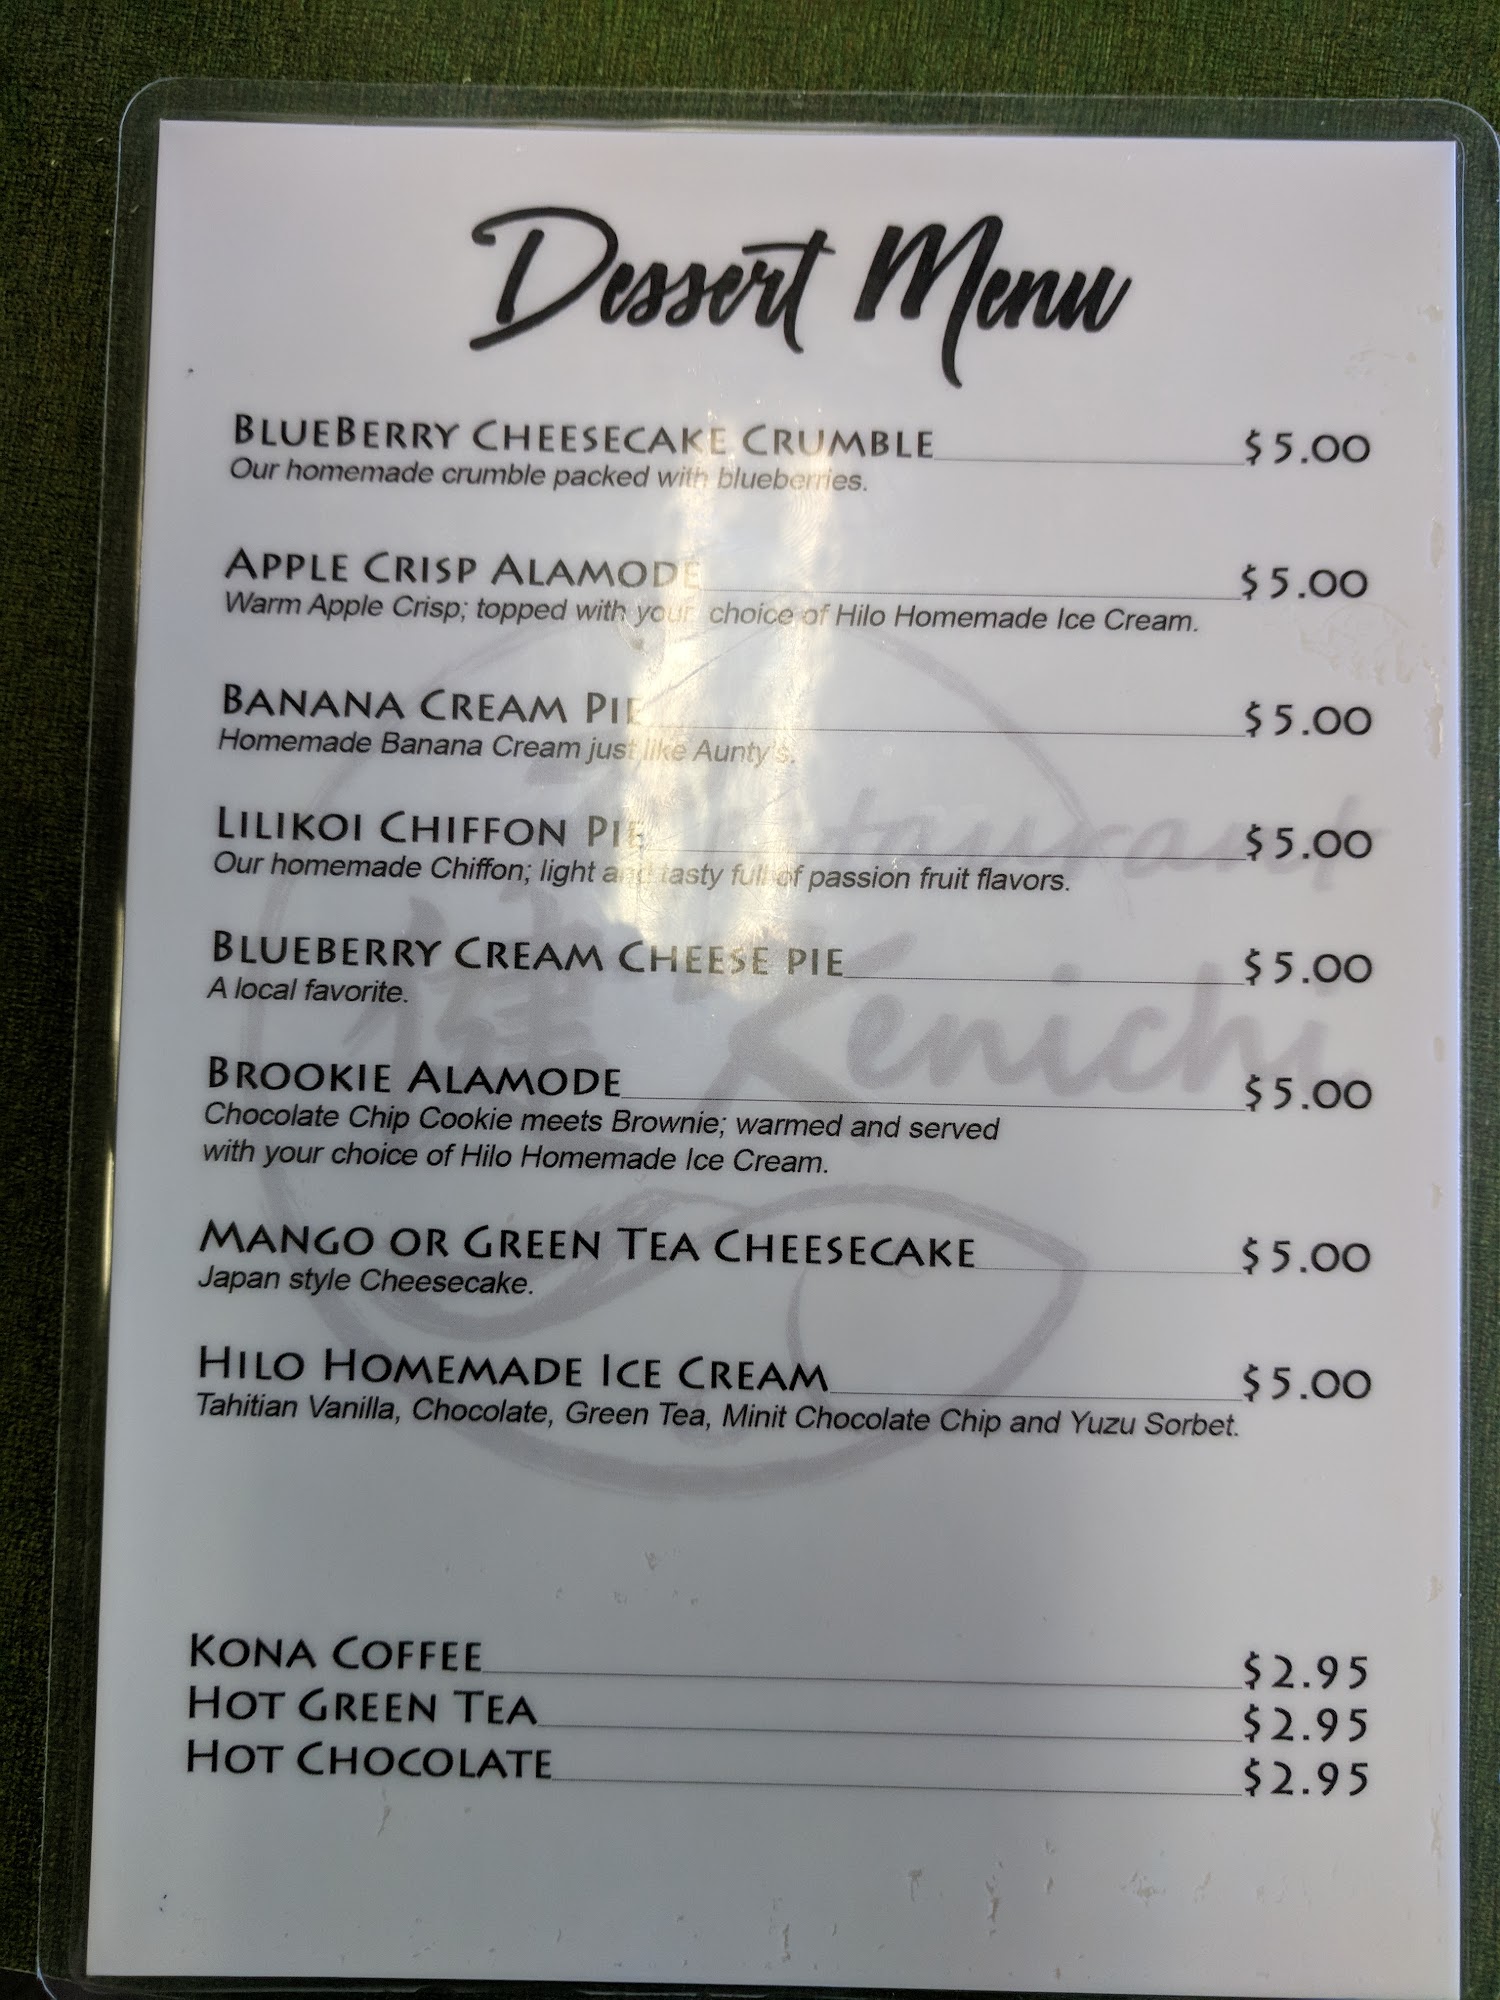 Dessert Menu
BLUEBERRY CHEESECAKE CRUMBLE $5.00
Our homemade crumble packed with blueberries.
APPLE CRISP ALAMODE $5.00
Warm Apple Crisp; topped with your choice of Hilo Homemade Ice Cream.
BANANA CREAM PIE $5.00
Homemade Banana Cream just like Aunty's.
LILIKOI CHIFFON PIE $5.00
Our homemade Chiffon; light and tasty full of passion fruit flavors.
BLUEBERRY CREAM CHEESE PIE $5.00
A local favorite.
BROOKIE ALAMODE $5.00
Chocolate Chip Cookie meets Brownie; warmed and served
with your choice of Hilo Homemade Ice Cream.
MANGO OR GREEN TEA CHEESECAKE $5.00
Japan style Cheesecake.
HILO HOMEMADE ICE CREAM $5.00
Tahitian Vanilla, Chocolate, Green Tea, Minit Chocolate Chip and Yuzu Sorbet.
KONA COFFEE $2.95
HOT GREEN TEA $2.95
HOT CHOCOLATE $2.95
Restaurant
健 Kenichi